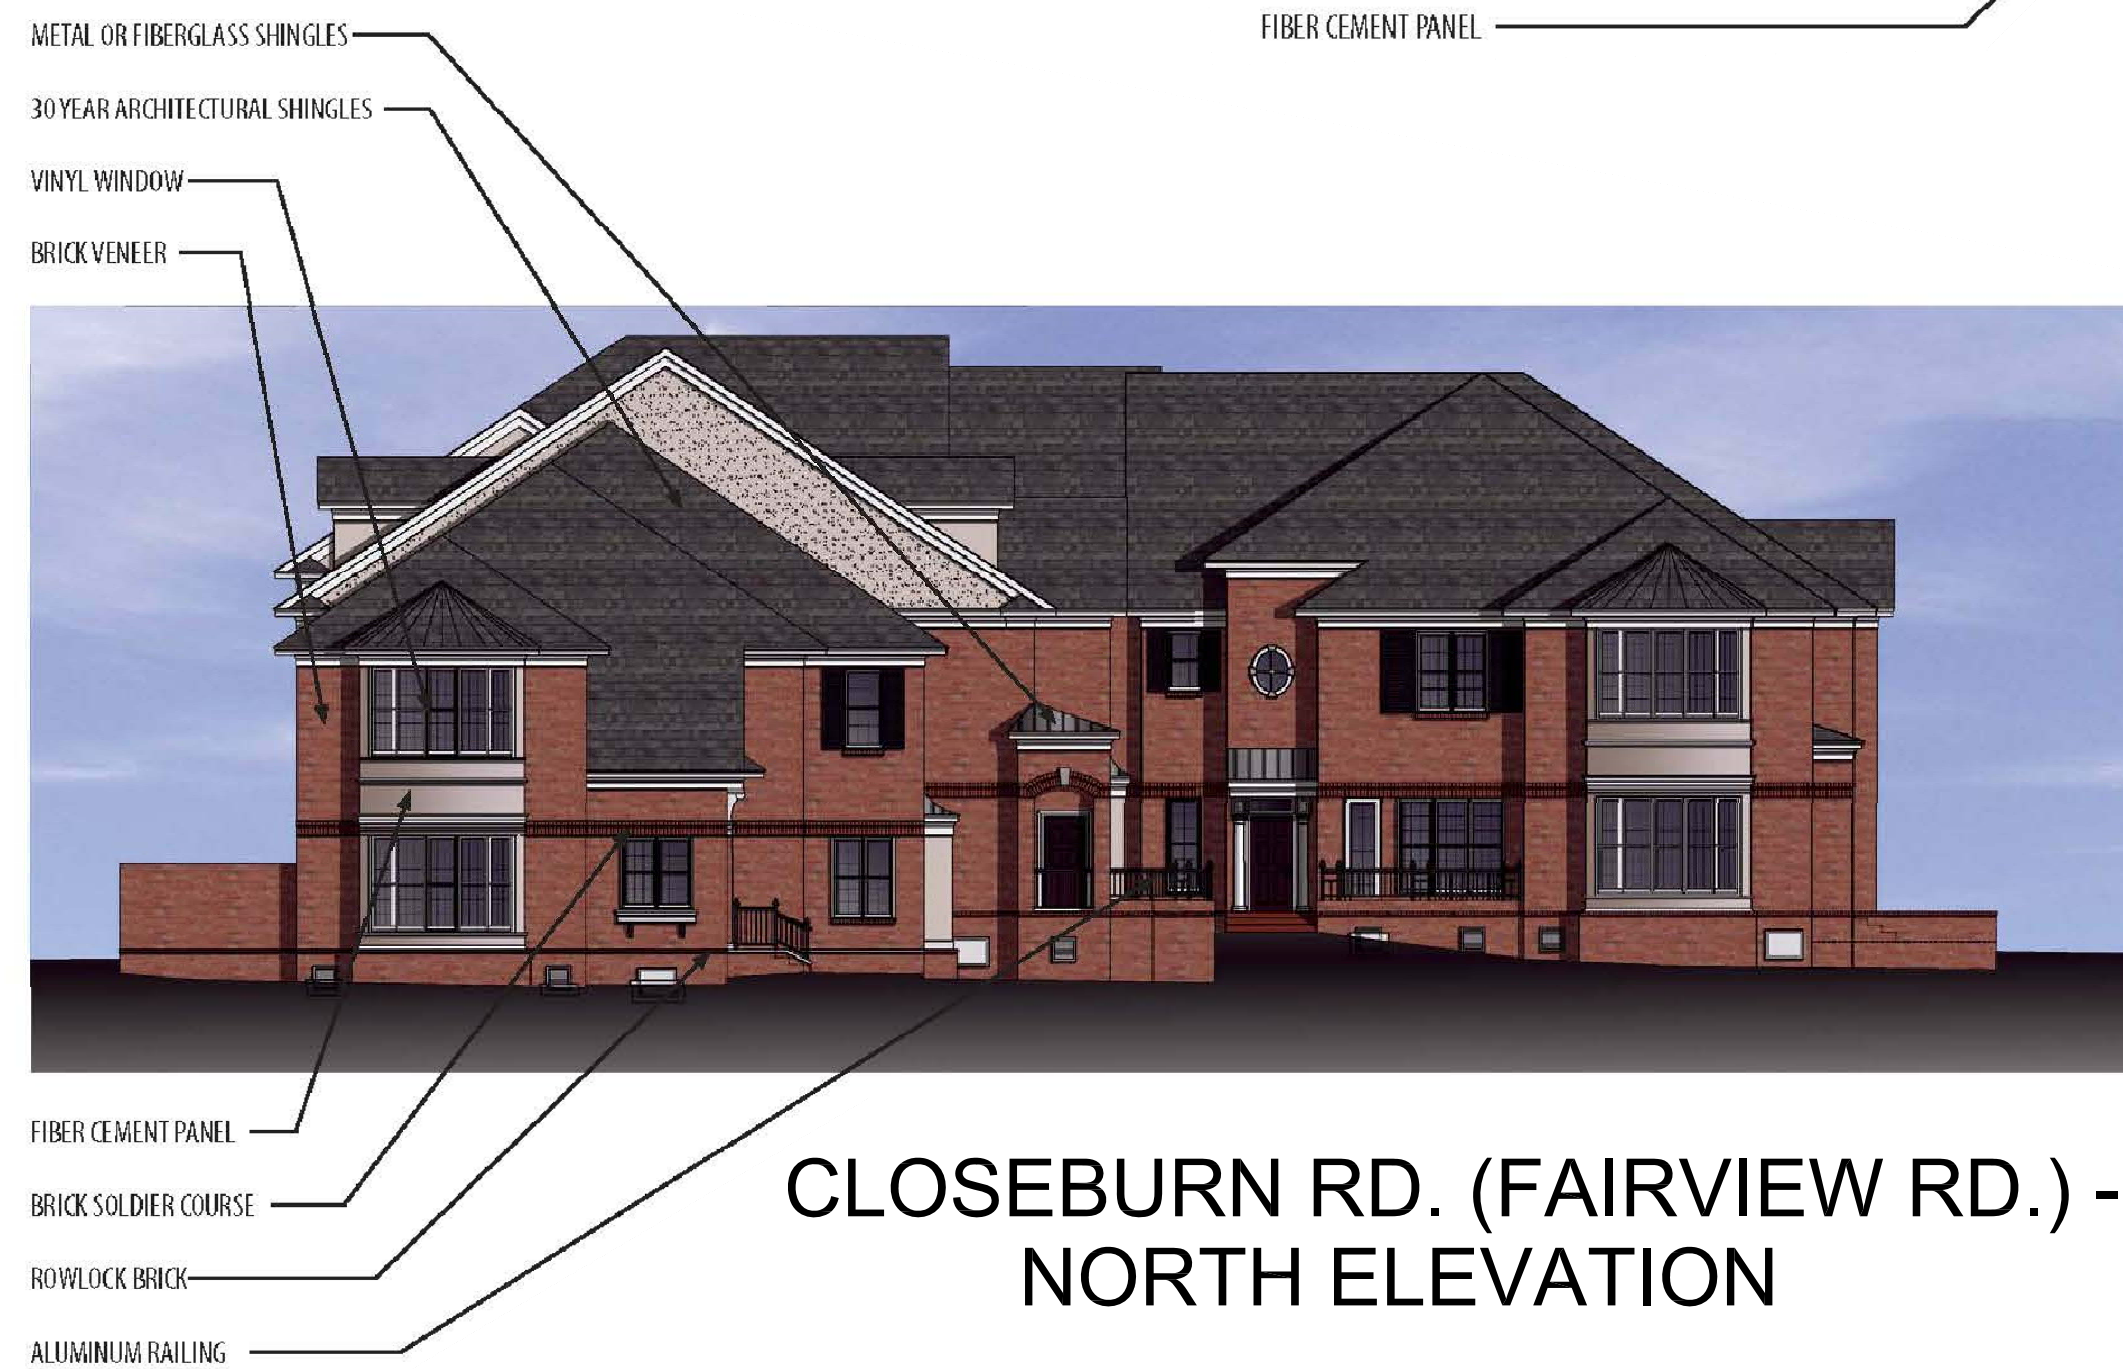 METAL OR FIBERGLASS SHINGLES
FIBER CEMENT PANEL
30 YEAR ARCHITECTURAL SHINGLES
VINYL WINDOW
BRICK VENEER
FIBER CEMENT PANEL
BRICK SOLDIER COURSE
ROWLOCK BRICK
ALUMINUM RAILING
CLOSEBURN RD. (FAIRVIEW RD.) -
NORTH ELEVATION